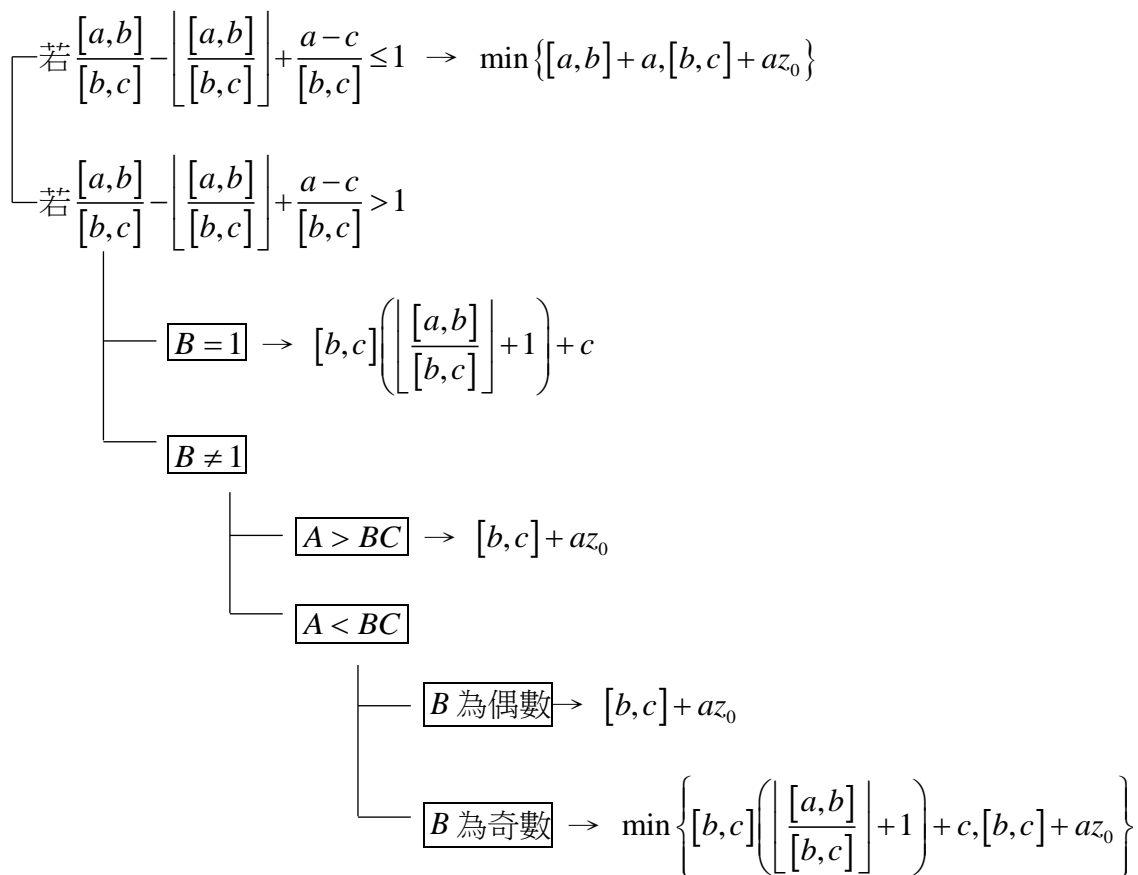 若 [a,b]/[b,c] − ⌊[a,b]/[b,c]⌋ + (a−c)/[b,c] ≤ 1 → min{[a,b]+a,[b,c]+az₀}
若 [a,b]/[b,c] − ⌊[a,b]/[b,c]⌋ + (a−c)/[b,c] > 1
B = 1 → [b,c](⌊[a,b]/[b,c]⌋+1)+c
B ≠ 1
A > BC → [b,c]+az₀
A < BC
B 為偶數 → [b,c]+az₀
B 為奇數 → min{[b,c](⌊[a,b]/[b,c]⌋+1)+c,[b,c]+az₀}